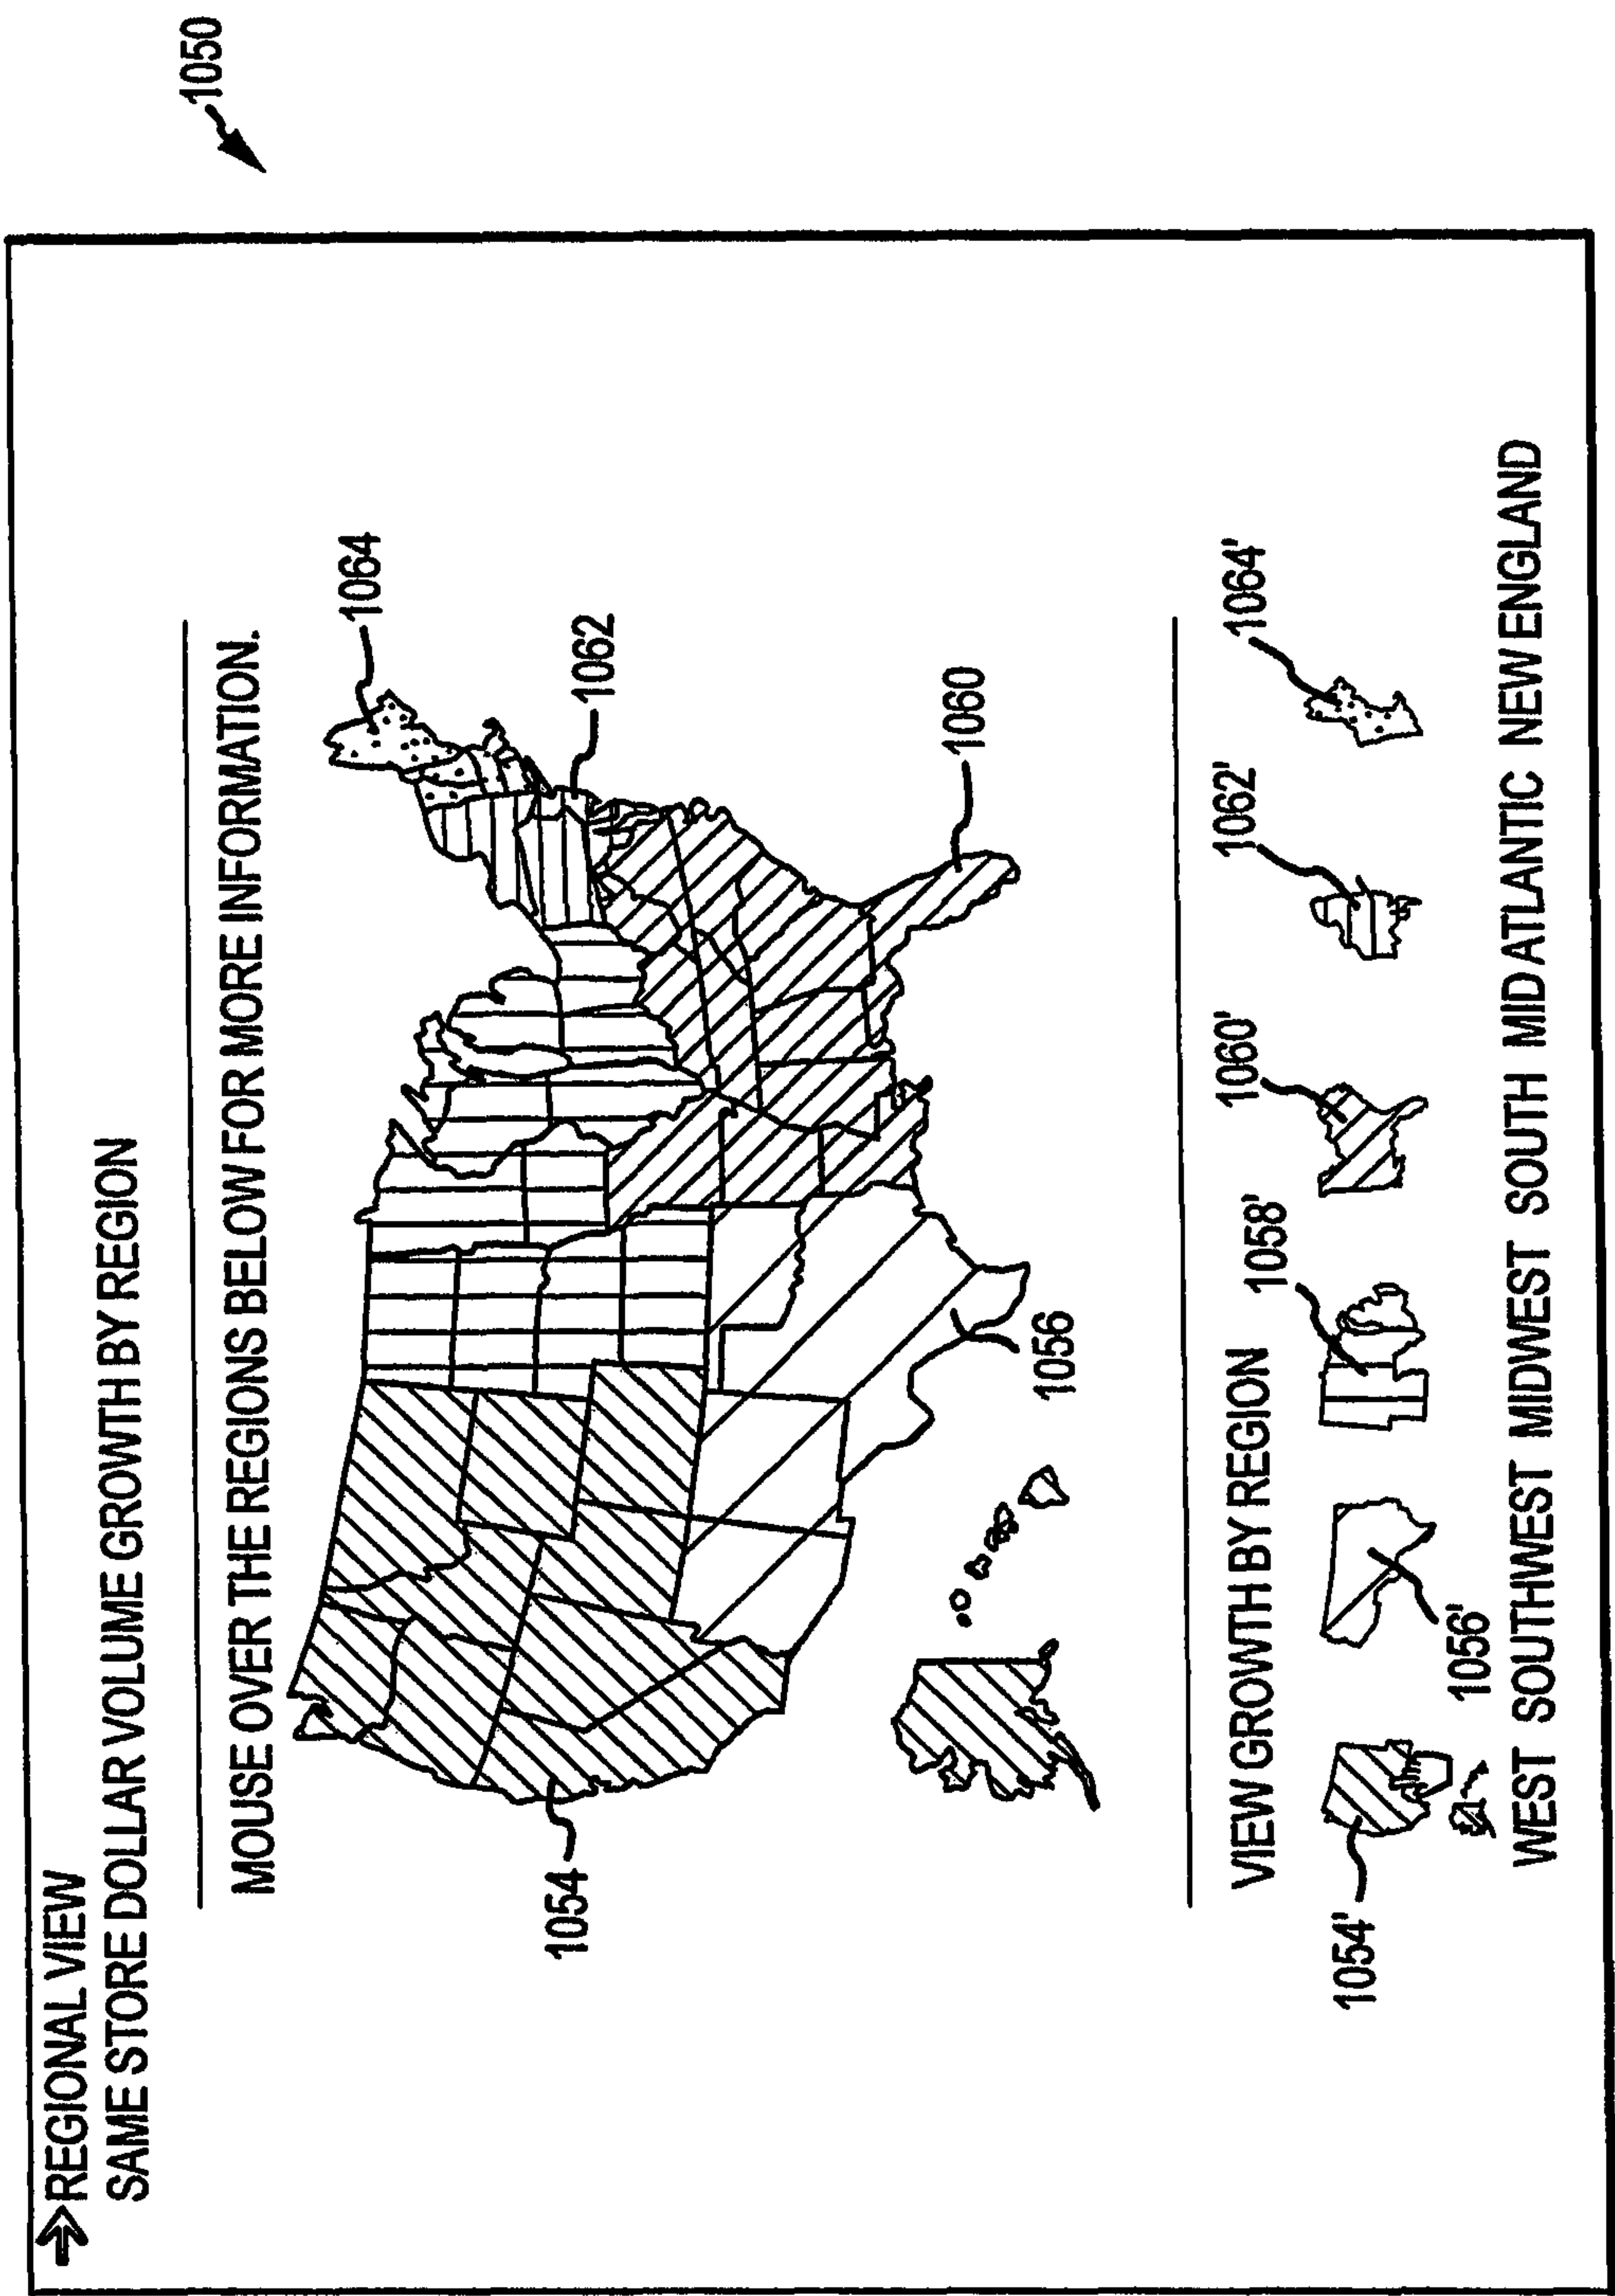 REGIONAL VIEW
SAME STORE DOLLAR VOLUME GROWTH BY REGION
1050
MOUSE OVER THE REGIONS BELOW FOR MORE INFORMATION.
1064
1062
1054
1060
1056
VIEW GROWTH BY REGION
1054'
1056'
1058'
1060'
1062'
1064'
WEST SOUTHWEST MIDWEST SOUTH MID ATLANTIC NEW ENGLAND